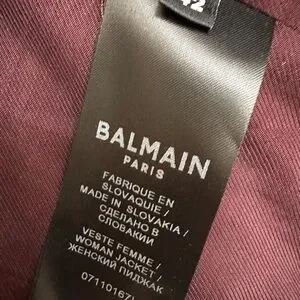 42
BALMAIN
PARIS
FABRIQUE EN
SLOVAQUIE /
MADE IN SLOVAKIA /
СДЕЛАНО В
СЛОВАКИИ
VESTE FEMME /
WOMAN JACKET /
ЖЕНСКИЙ ПИДЖАК